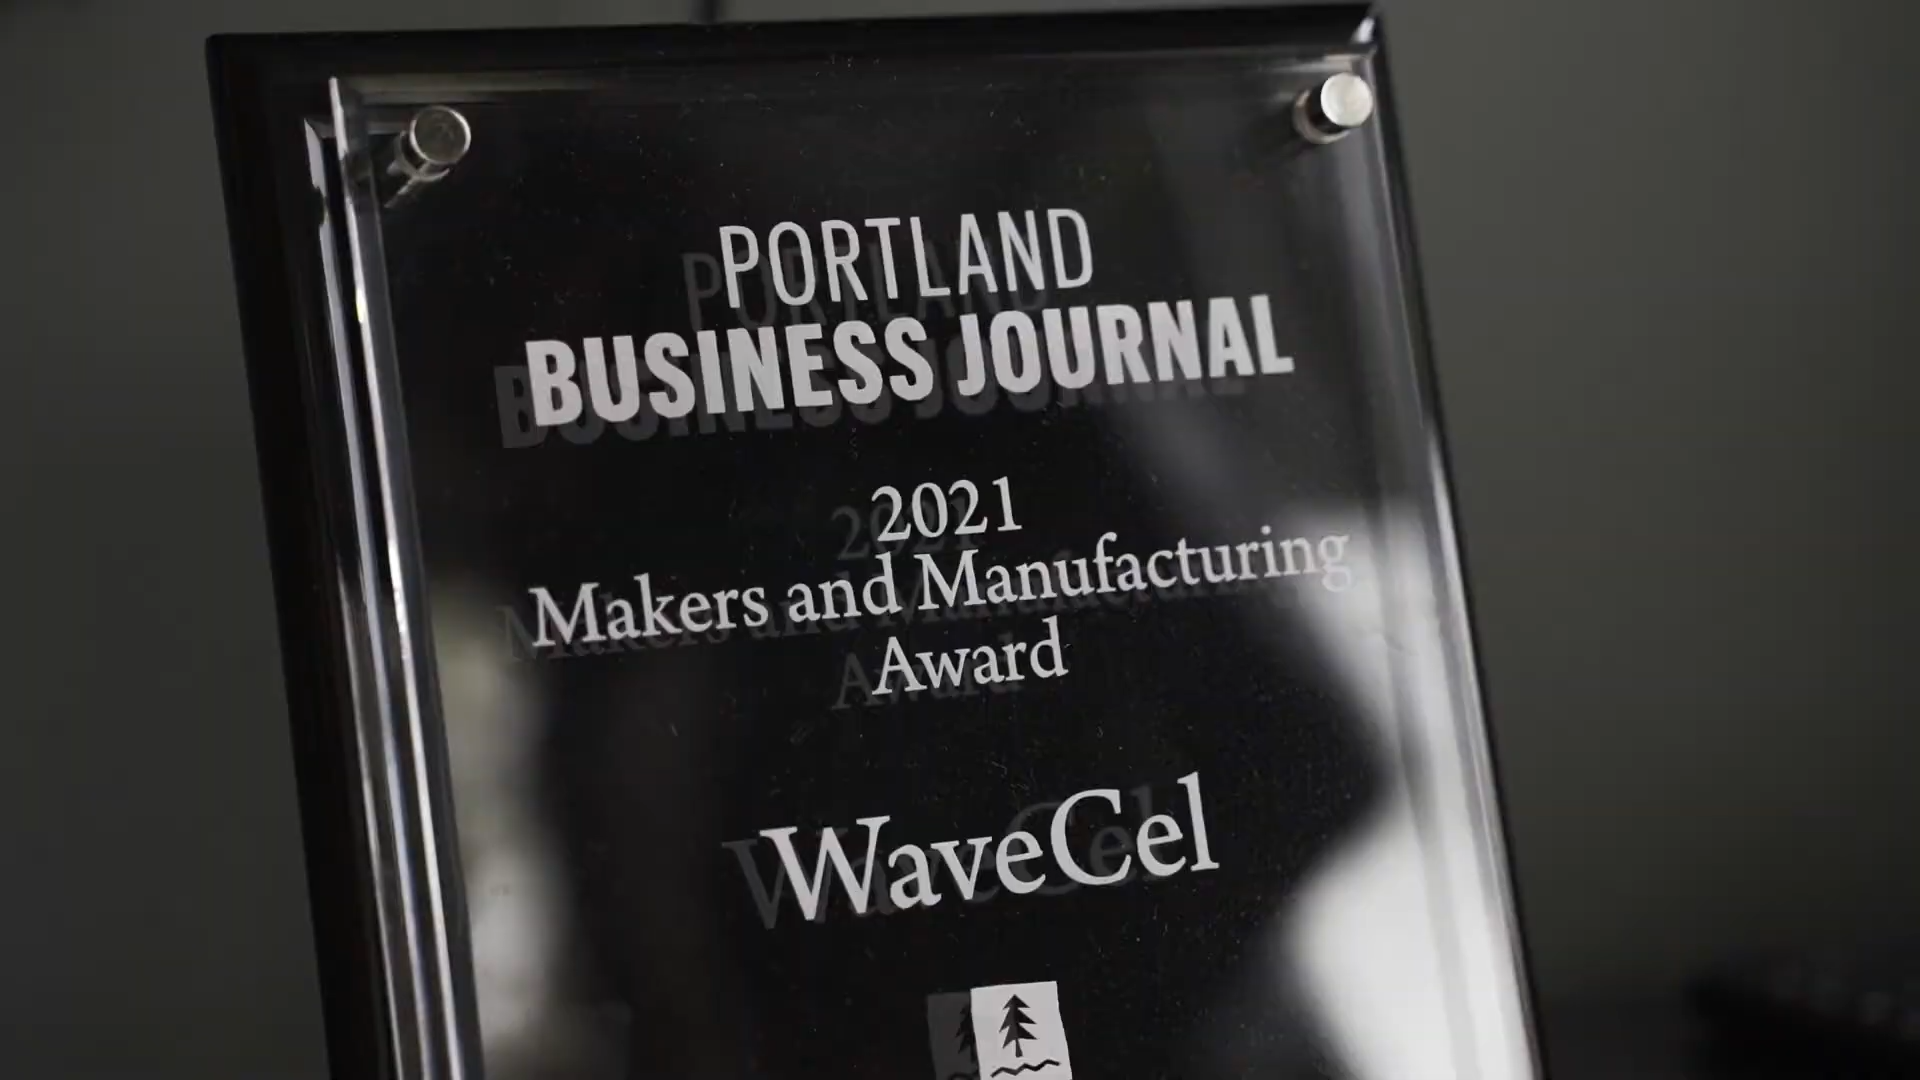 PORTLAND
BUSINESS JOURNAL
2021
Makers and Manufacturing
Award
WaveCel